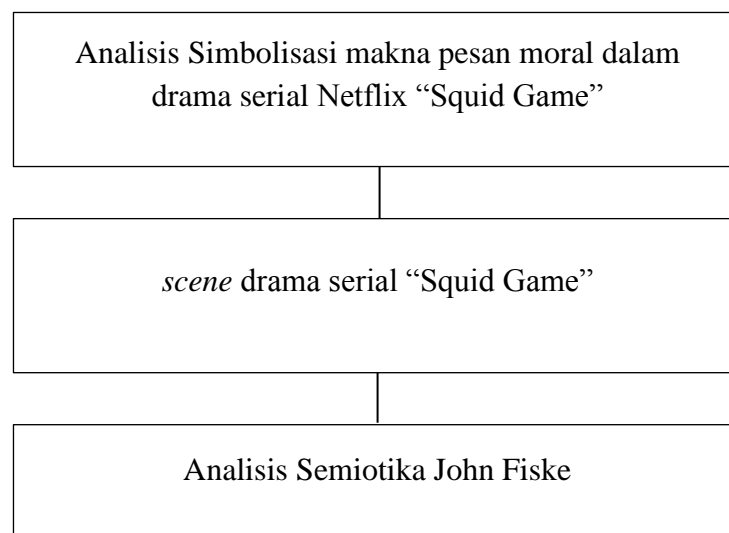 Analisis Simbolisasi makna pesan moral dalam
drama serial Netflix “Squid Game”
scene drama serial “Squid Game”
Analisis Semiotika John Fiske